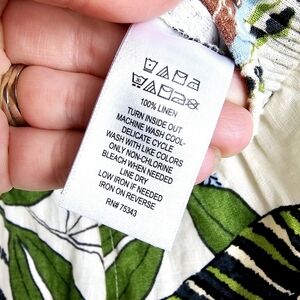 100% LINEN
TURN INSIDE OUT
MACHINE WASH COOL-
DELICATE CYCLE
WASH WITH LIKE COLORS
ONLY NON-CHLORINE
BLEACH WHEN NEEDED
LINE DRY
LOW IRON IF NEEDED
IRON ON REVERSE
RN# 75343